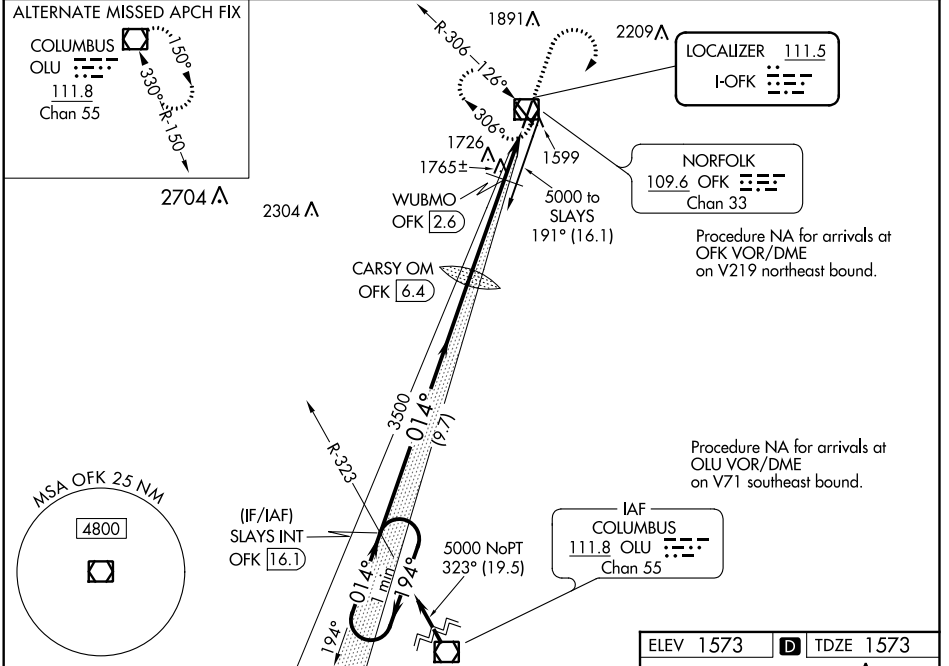 ALTERNATE MISSED APCH FIX
COLUMBUS
OLU
111.8
Chan 55
150°
330°
R-150
2704
2304
R-306
126°
306°
1891
2209
1726
1765±
1599
LOCALIZER 111.5
I-OFK
NORFOLK
109.6 OFK
Chan 33
WUBMO
OFK 2.6
5000 to
SLAYS
191° (16.1)
Procedure NA for arrivals at
OFK VOR/DME
on V219 northeast bound.
CARSY OM
OFK 6.4
3500
014°
(9.7)
R-323
Procedure NA for arrivals at
OLU VOR/DME
on V71 southeast bound.
MSA OFK 25 NM
4800
(IF/IAF)
SLAYS INT
OFK 16.1
014°
1 min
194°
194°
5000 NoPT
323° (19.5)
IAF
COLUMBUS
111.8 OLU
Chan 55
ELEV 1573 D TDZE 1573